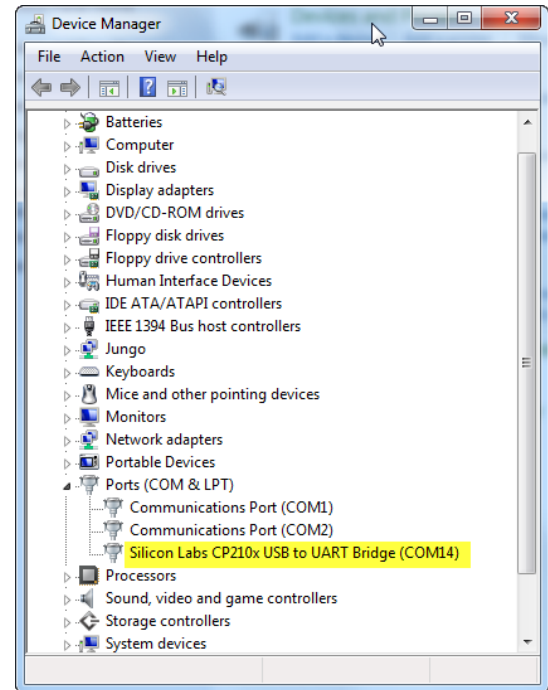 Device Manager
File Action View Help
Batteries
Computer
Disk drives
Display adapters
DVD/CD-ROM drives
Floppy disk drives
Floppy drive controllers
Human Interface Devices
IDE ATA/ATAPI controllers
IEEE 1394 Bus host controllers
Jungo
Keyboards
Mice and other pointing devices
Monitors
Network adapters
Portable Devices
Ports (COM & LPT)
Communications Port (COM1)
Communications Port (COM2)
Silicon Labs CP210x USB to UART Bridge (COM14)
Processors
Sound, video and game controllers
Storage controllers
System devices